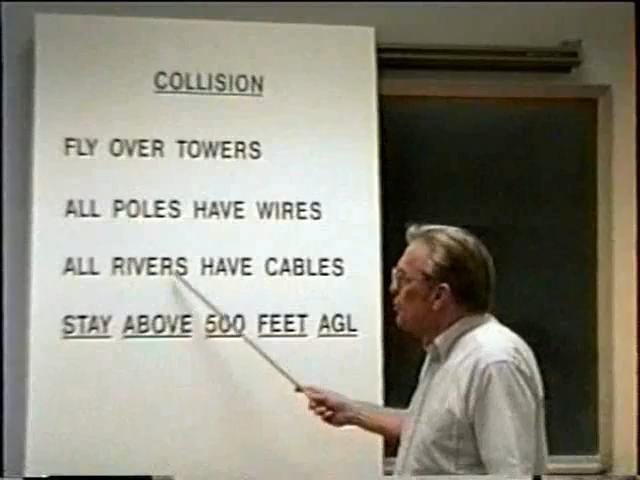 COLLISION
FLY OVER TOWERS
ALL POLES HAVE WIRES
ALL RIVERS HAVE CABLES
STAY ABOVE 500 FEET AGL